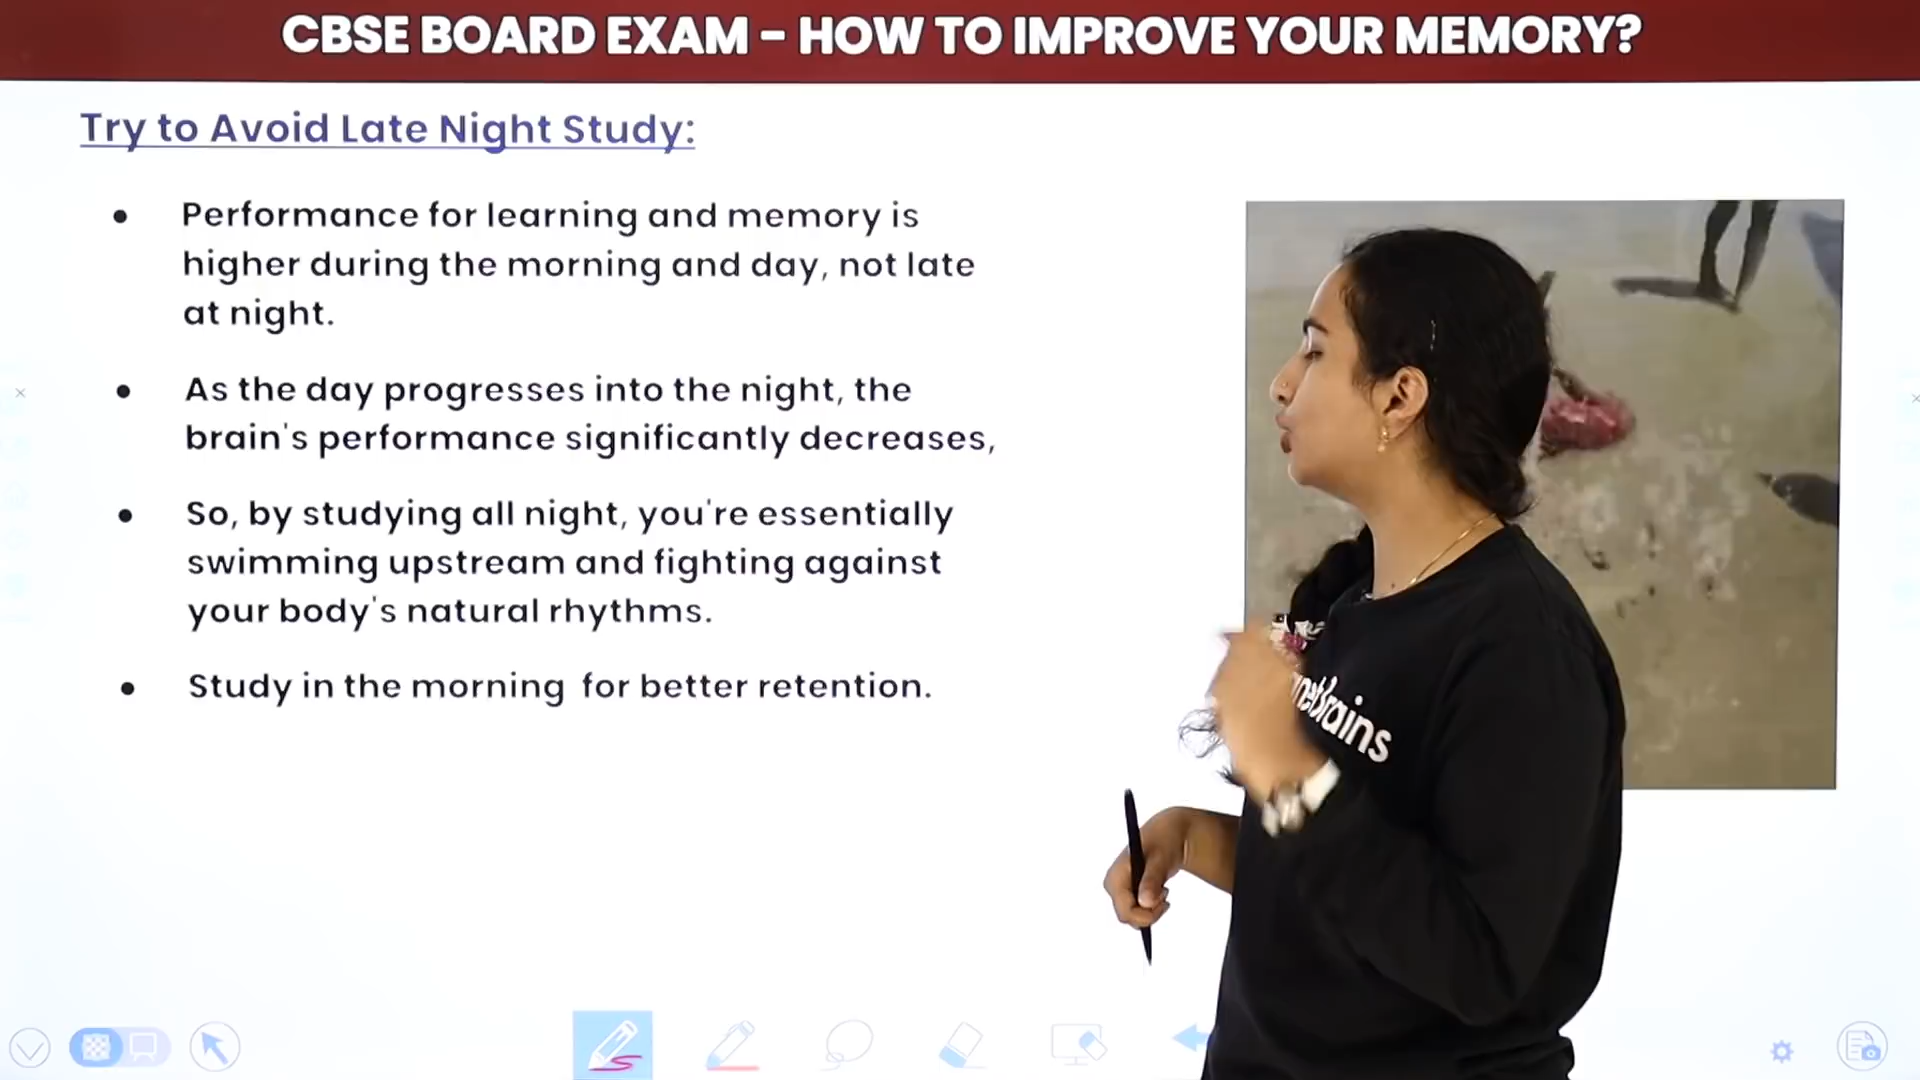 CBSE BOARD EXAM - HOW TO IMPROVE YOUR MEMORY?
Try to Avoid Late Night Study:
• Performance for learning and memory is
higher during the morning and day, not late
at night.
• As the day progresses into the night, the
brain's performance significantly decreases,
• So, by studying all night, you're essentially
swimming upstream and fighting against
your body's natural rhythms.
• Study in the morning for better retention.